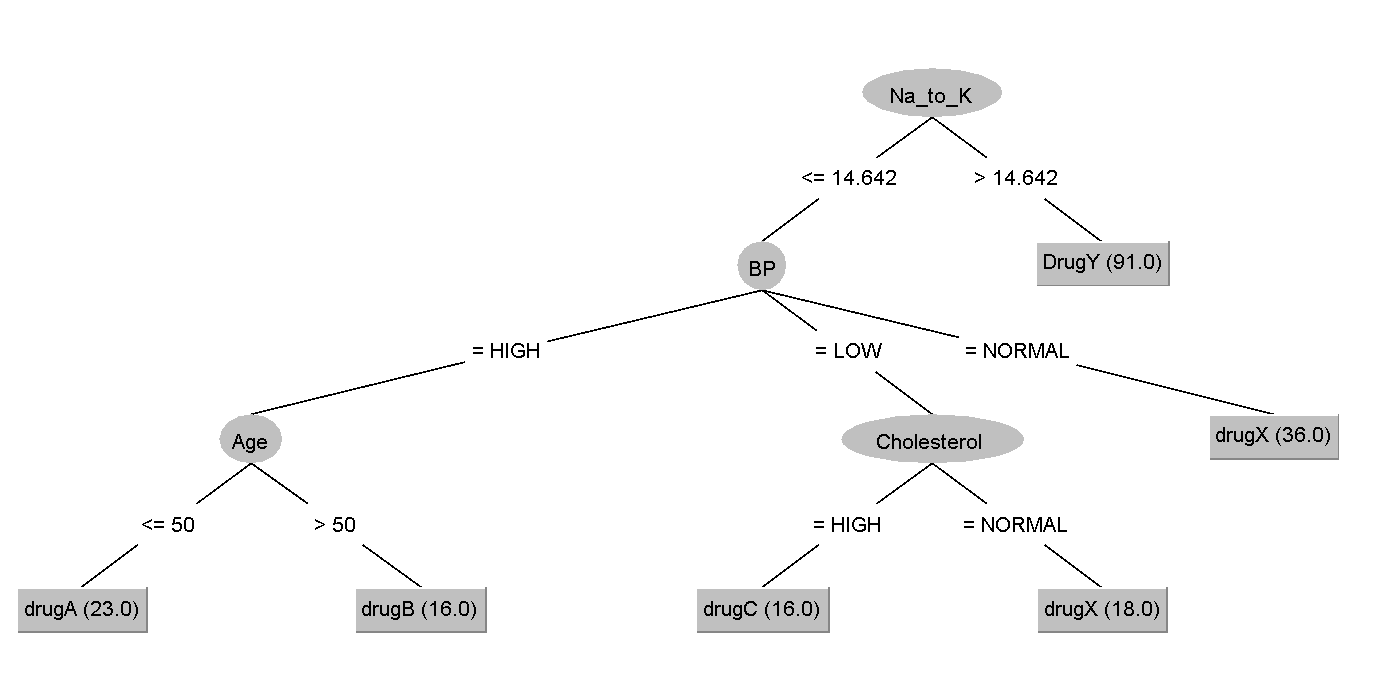 Na_to_K
<= 14.642
> 14.642
BP
DrugY (91.0)
= HIGH
= LOW
= NORMAL
Age
Cholesterol
drugX (36.0)
<= 50
> 50
= HIGH
= NORMAL
drugA (23.0)
drugB (16.0)
drugC (16.0)
drugX (18.0)